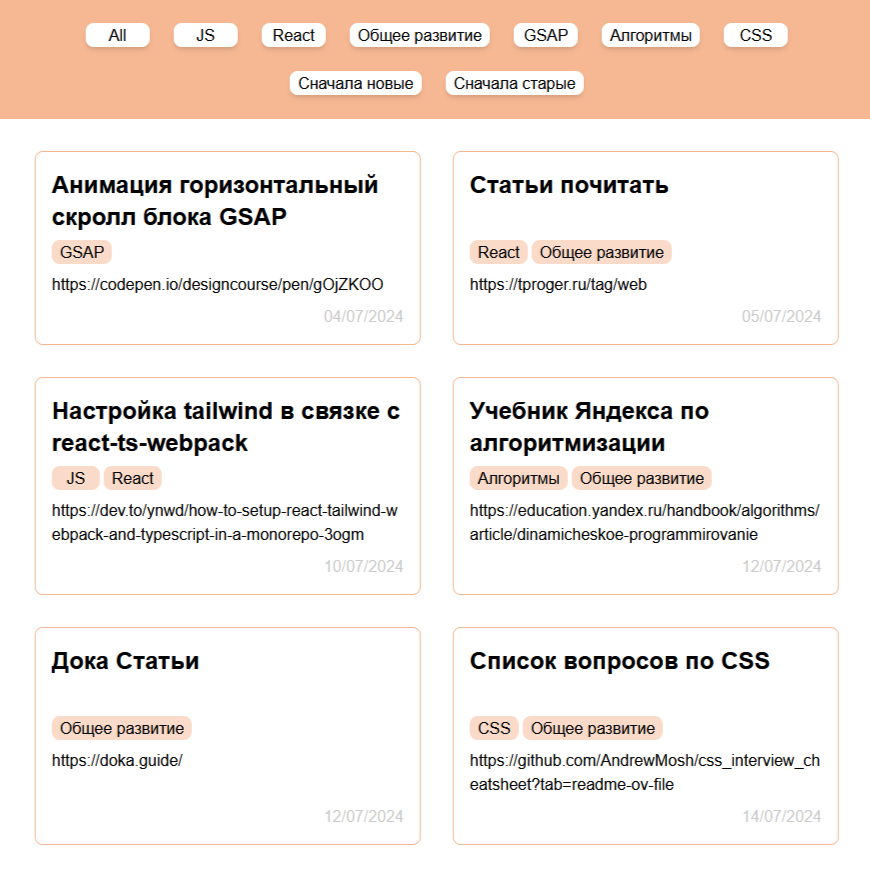 All JS React Общее развитие GSAP Алгоритмы CSS
Сначала новые Сначала старые
Анимация горизонтальный
скролл блока GSAP
GSAP
https://codepen.io/designcourse/pen/gOjZKOO
04/07/2024
Статьи почитать
React Общее развитие
https://tproger.ru/tag/web
05/07/2024
Настройка tailwind в связке с
react-ts-webpack
JS React
https://dev.to/ynwd/how-to-setup-react-tailwind-w
ebpack-and-typescript-in-a-monorepo-3ogm
10/07/2024
Учебник Яндекса по
алгоритмизации
Алгоритмы Общее развитие
https://education.yandex.ru/handbook/algorithms/
article/dinamicheskoe-programmirovanie
12/07/2024
Дока Статьи
Общее развитие
https://doka.guide/
12/07/2024
Список вопросов по CSS
CSS Общее развитие
https://github.com/AndrewMosh/css_interview_ch
eatsheet?tab=readme-ov-file
14/07/2024